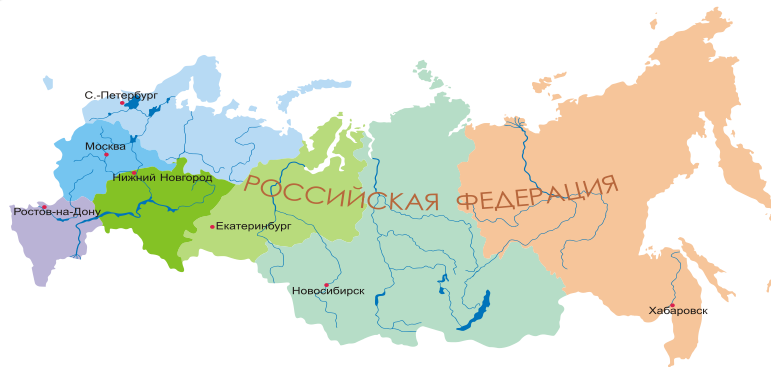 С.-Петербург
Москва
Нижний Новгород
РОССИЙСКАЯ ФЕДЕРАЦИЯ
Ростов-на-Дону
Екатеринбург
Новосибирск
Хабаровск